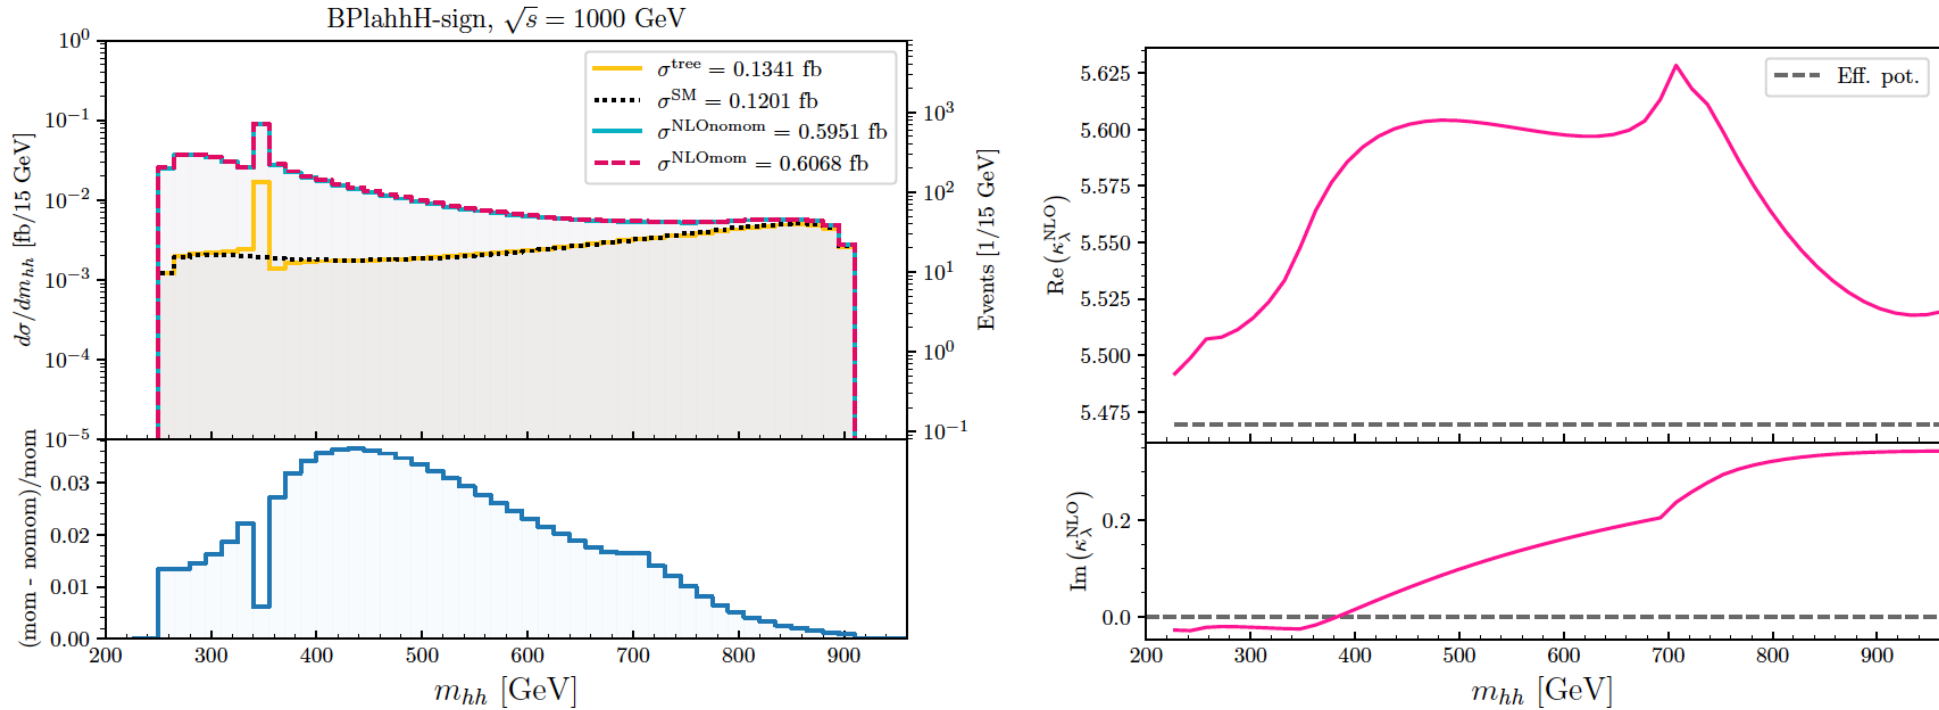 BPlahhH-sign, √s = 1000 GeV
σ^tree = 0.1341 fb
σ^SM = 0.1201 fb
σ^NLOnomom = 0.5951 fb
σ^NLOmom = 0.6068 fb
dσ/dm_hh [fb/15 GeV]
10^0
10^−1
10^−2
10^−3
10^−4
10^−5
Events [1/15 GeV]
10^3
10^2
10^1
10^0
10^−1
(mom - nomom)/mom
0.03
0.02
0.01
0.00
200 300 400 500 600 700 800 900
m_hh [GeV]
Eff. pot.
Re(κ_λ^NLO)
5.625
5.600
5.575
5.550
5.525
5.500
5.475
Im(κ_λ^NLO)
0.2
0.0
200 300 400 500 600 700 800 900
m_hh [GeV]